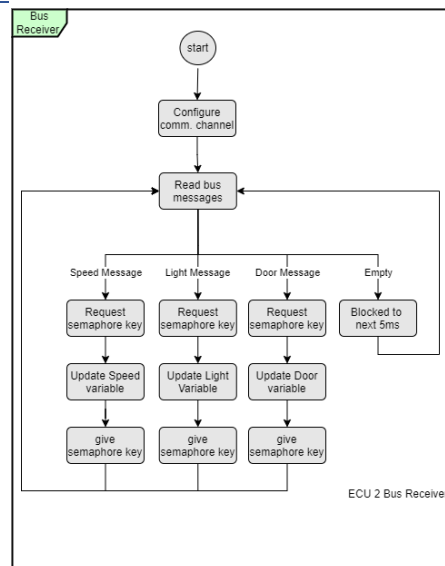 Bus
Receiver
start
Configure
comm. channel
Read bus
messages
Speed Message
Light Message
Door Message
Empty
Request
semaphore key
Request
semaphore key
Request
semaphore key
Blocked to
next 5ms
Update Speed
variable
Update Light
Variable
Update Door
variable
give
semaphore key
give
semaphore key
give
semaphore key
ECU 2 Bus Receiver